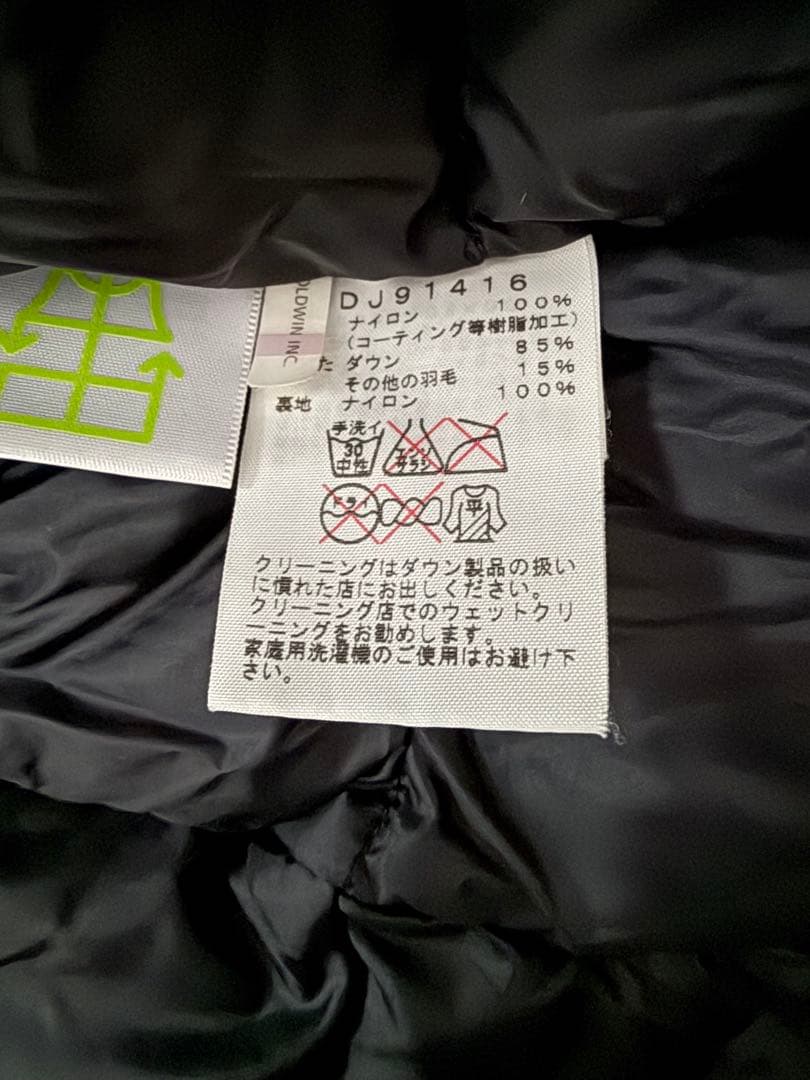 OLDWIN INC
DJ91416
ナイロン 100%
(コーティング等樹脂加工)
た ダウン 85%
その他の羽毛 15%
裏地 ナイロン 100%
手洗イ
30
中性
エンソ
サラシ
ドライ
平
クリーニングはダウン製品の扱い
に慣れた店にお出しください。
クリーニング店でのウェットクリ
ーニングをお勧めします。
家庭用洗濯機のご使用はお避け下
さい。